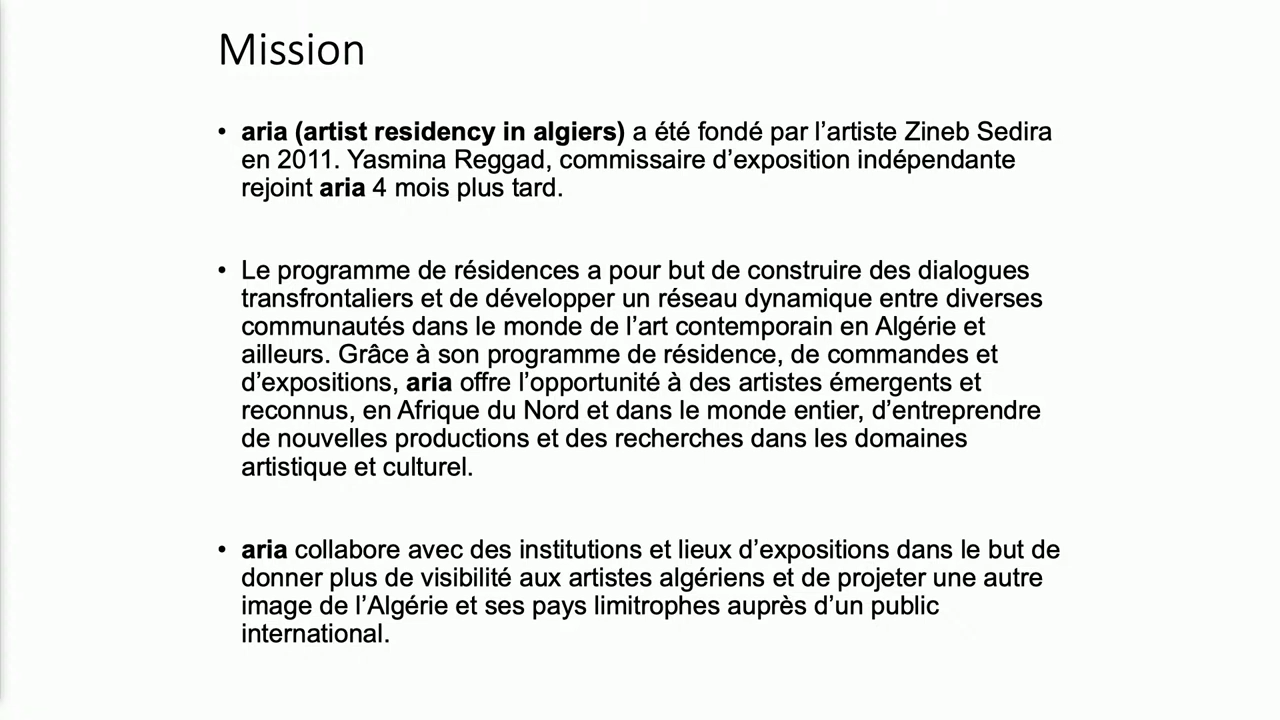 Mission
• aria (artist residency in algiers) a été fondé par l’artiste Zineb Sedira
en 2011. Yasmina Reggad, commissaire d’exposition indépendante
rejoint aria 4 mois plus tard.
• Le programme de résidences a pour but de construire des dialogues
transfrontaliers et de développer un réseau dynamique entre diverses
communautés dans le monde de l’art contemporain en Algérie et
ailleurs. Grâce à son programme de résidence, de commandes et
d’expositions, aria offre l’opportunité à des artistes émergents et
reconnus, en Afrique du Nord et dans le monde entier, d’entreprendre
de nouvelles productions et des recherches dans les domaines
artistique et culturel.
• aria collabore avec des institutions et lieux d’expositions dans le but de
donner plus de visibilité aux artistes algériens et de projeter une autre
image de l’Algérie et ses pays limitrophes auprès d’un public
international.